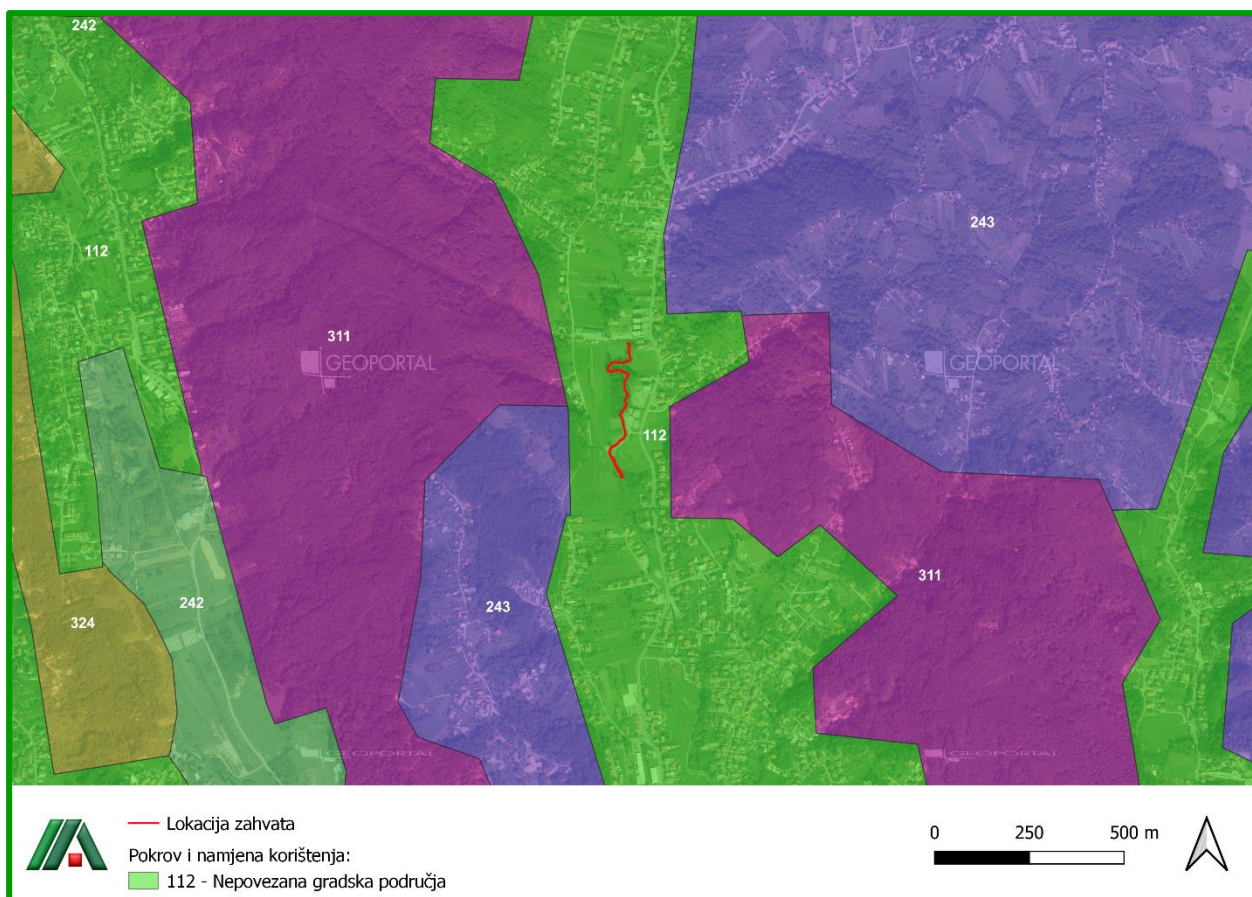 242
243
112
311
GEOPORTAL
GEOPORTAL
112
311
242
243
324
GEOPORTAL
GEOPORTAL
Lokacija zahvata
Pokrov i namjena korištenja:
112 - Nepovezana gradska područja
0 250 500 m